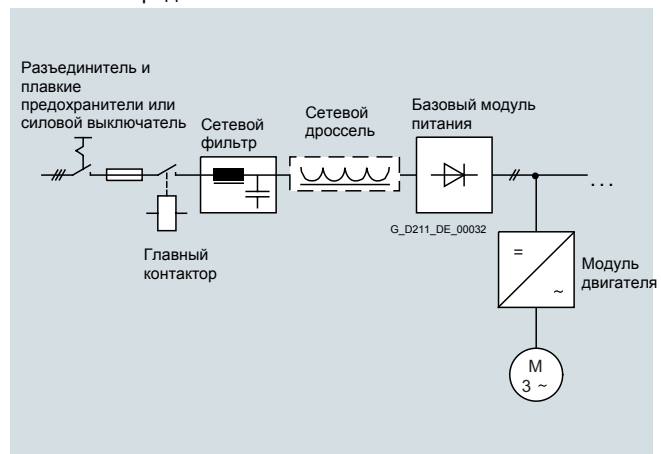 Разъединитель и
плавкие
предохранители или
силовой выключатель
Сетевой
фильтр
Сетевой
дроссель
Базовый модуль
питания
G_D211_DE_00032
. . .
Главный
контактор
=
~
Модуль
двигателя
M
3 ~